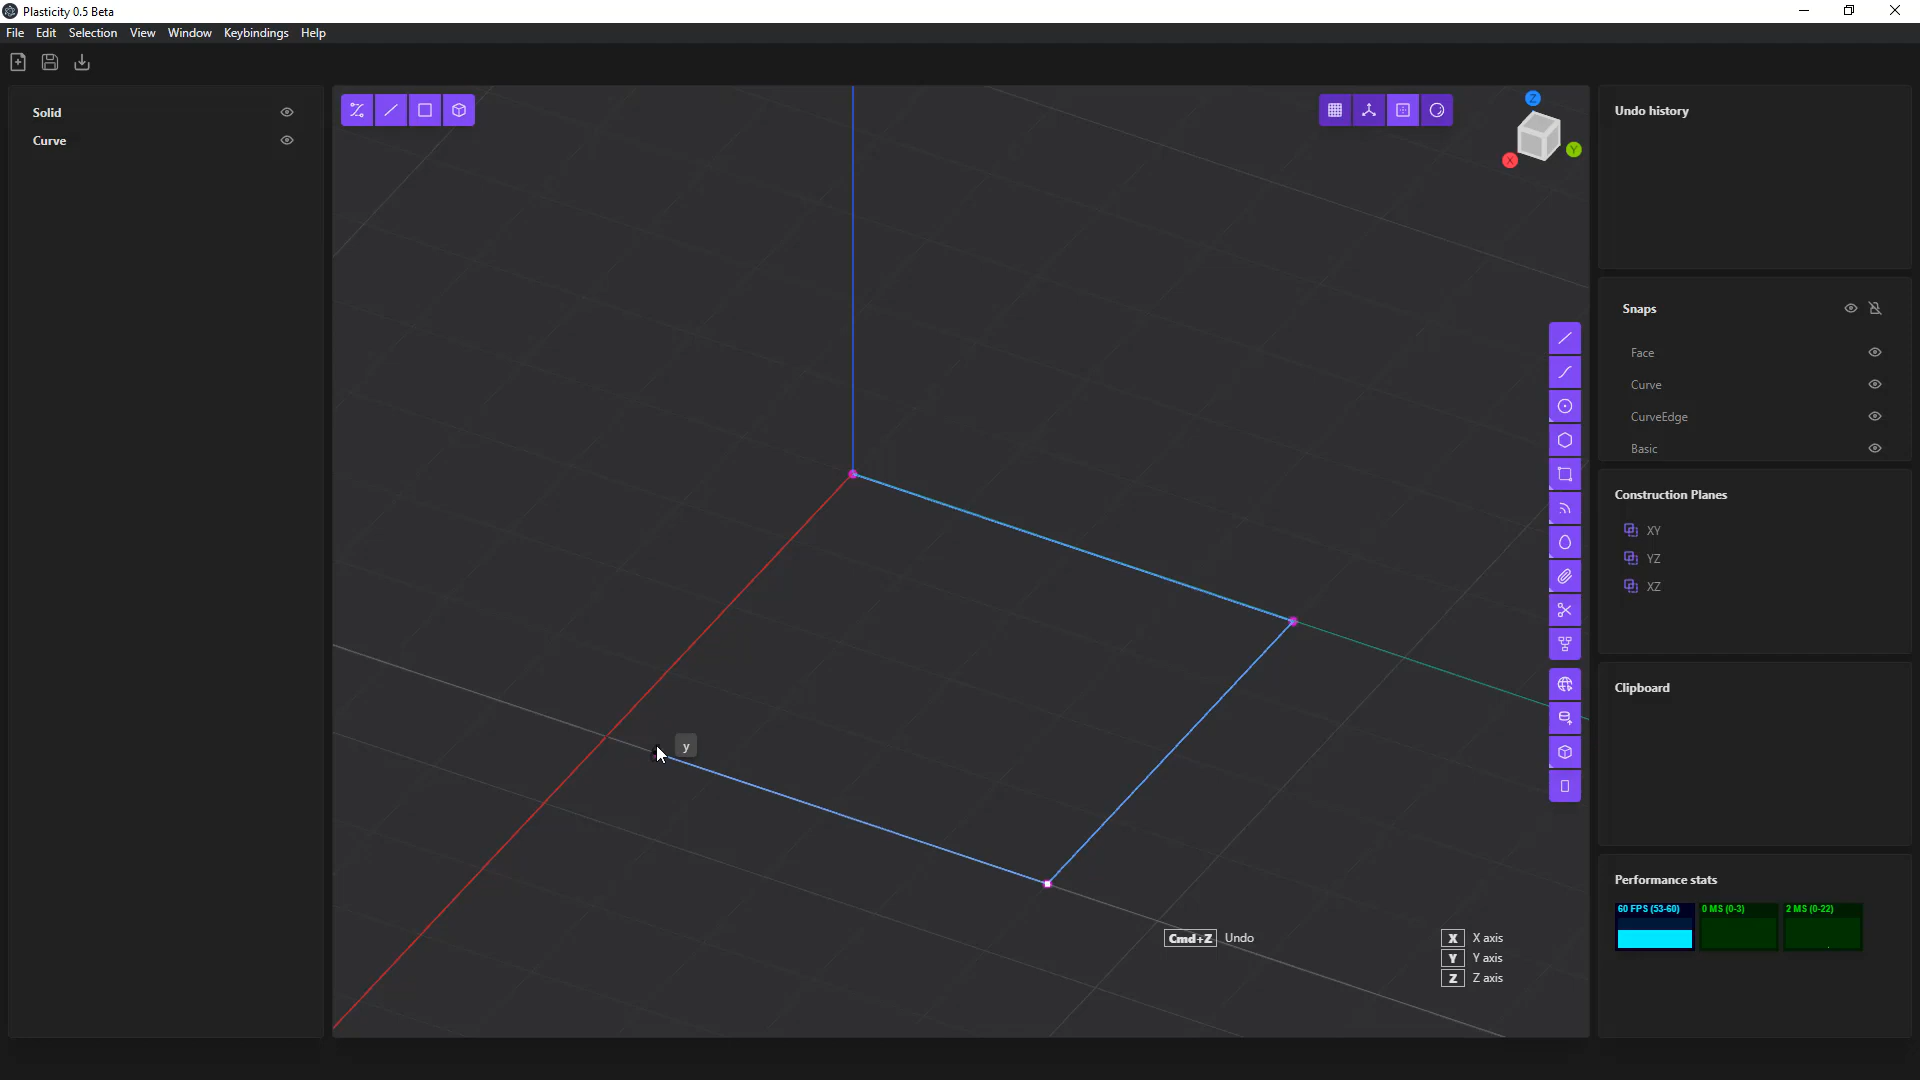 Plasticity 0.5 Beta
File Edit Selection View Window Keybindings Help
Solid
Curve
Z
X
Y
Undo history
Snaps
Face
Curve
CurveEdge
Basic
Construction Planes
XY
YZ
XZ
y
Clipboard
Performance stats
60 FPS (53-60) 0 MS (0-3) 2 MS (0-22)
Cmd+Z Undo
X X axis
Y Y axis
Z Z axis